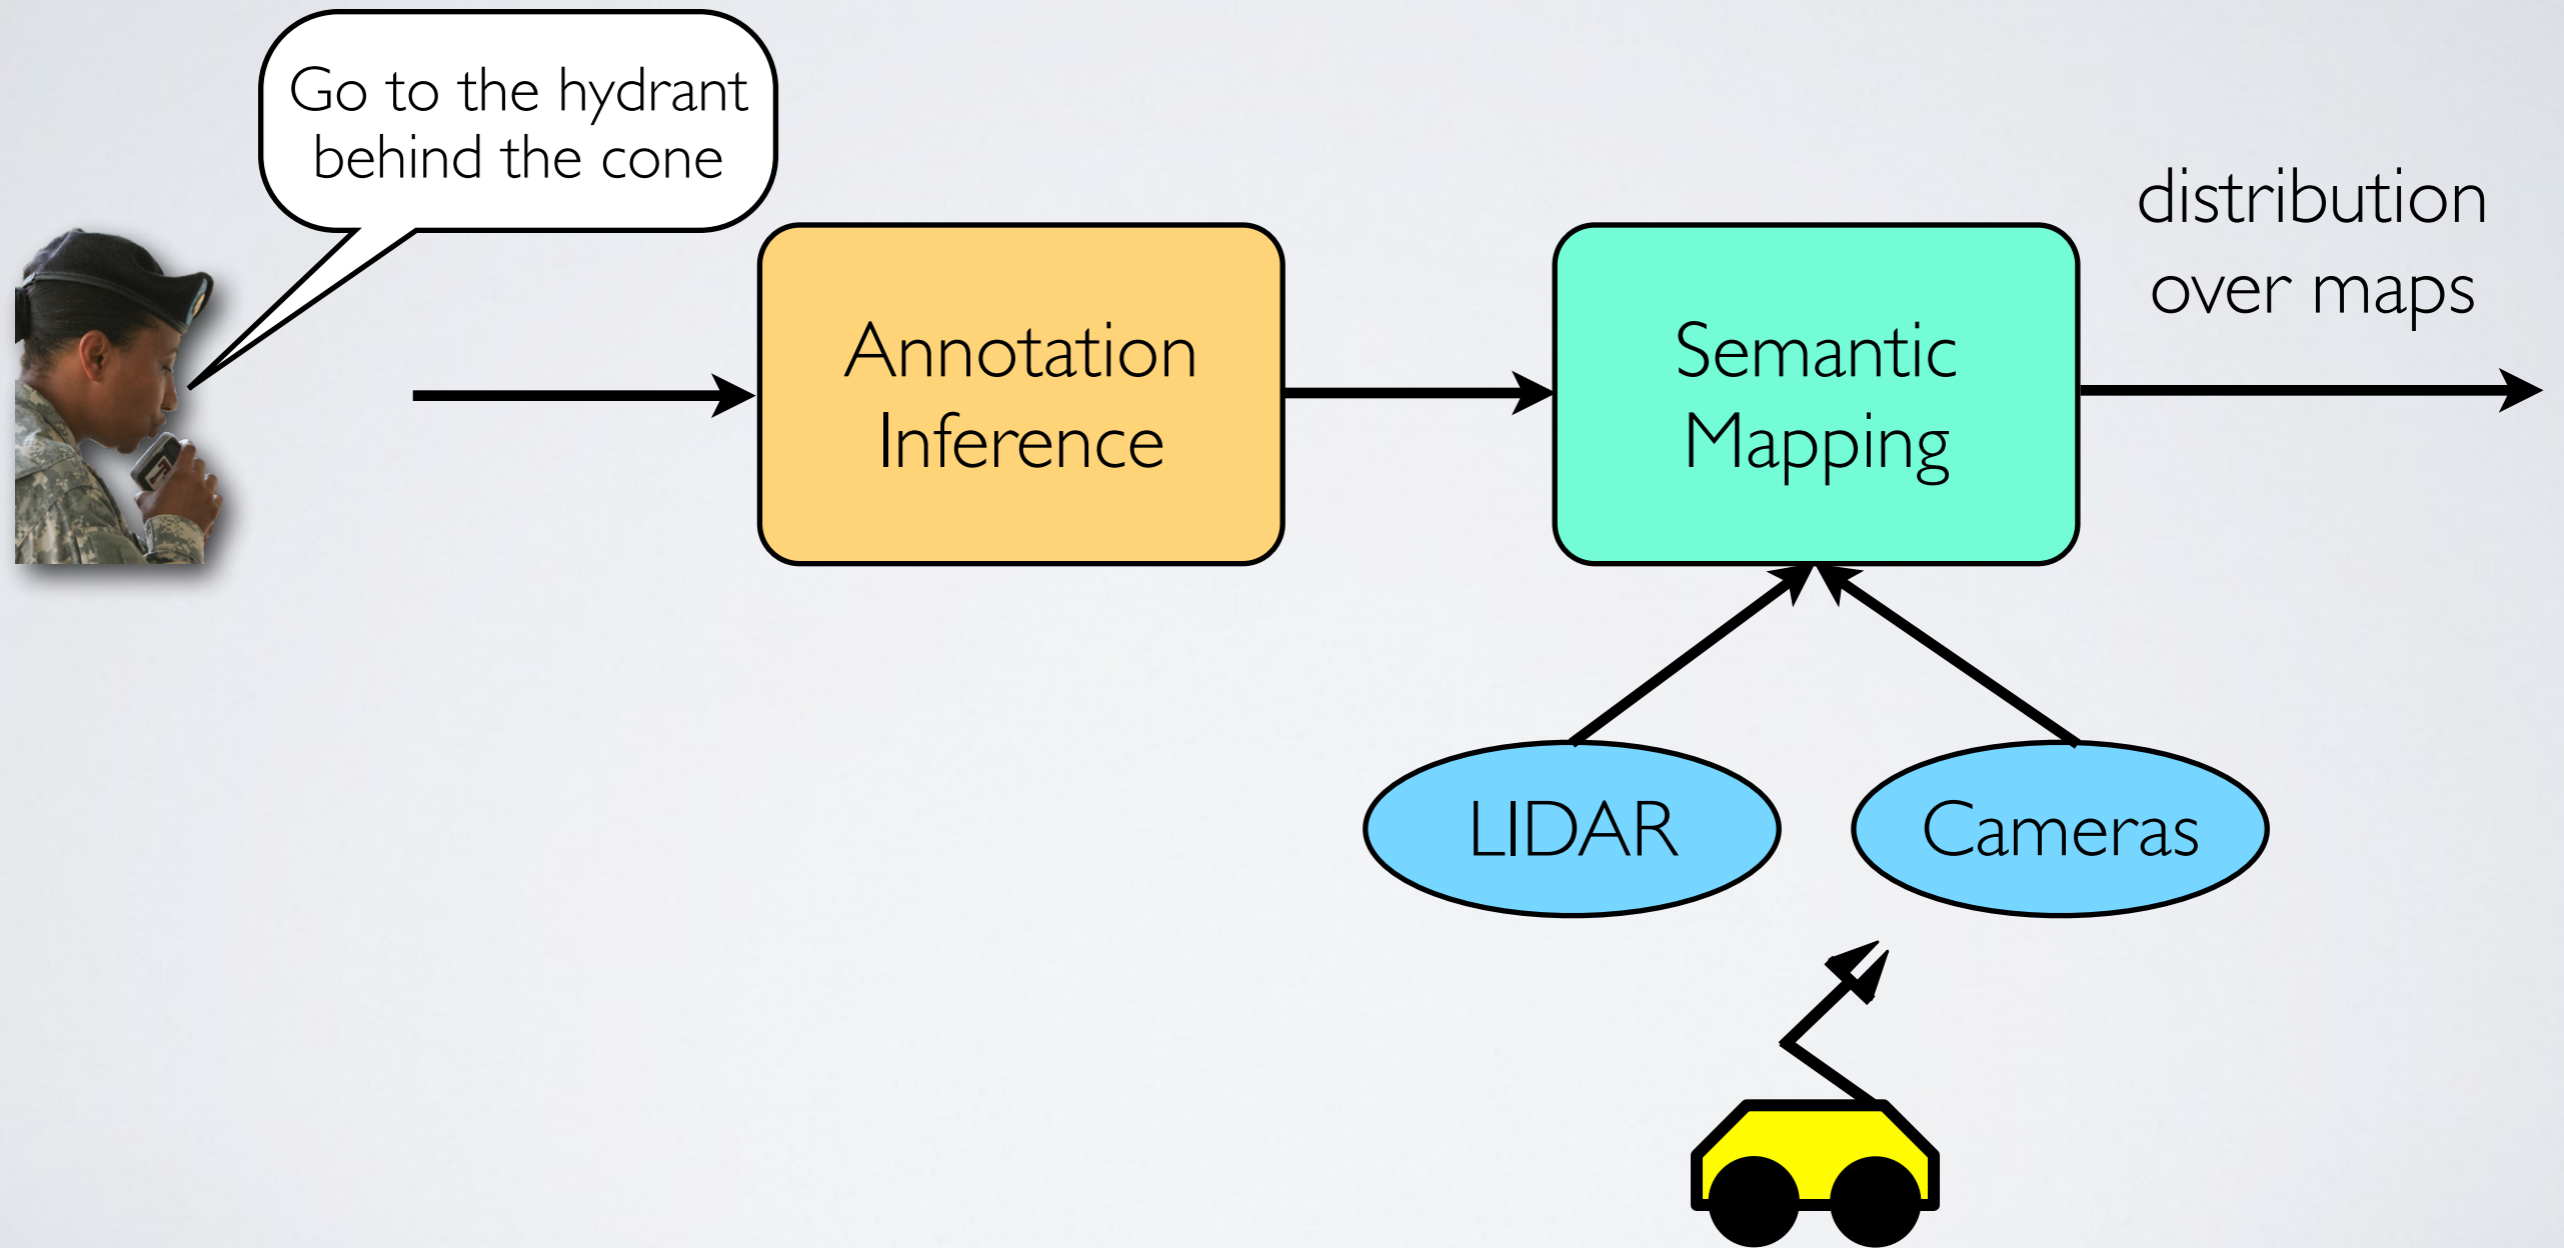 Go to the hydrant
behind the cone
Annotation
Inference
Semantic
Mapping
distribution
over maps
LIDAR
Cameras